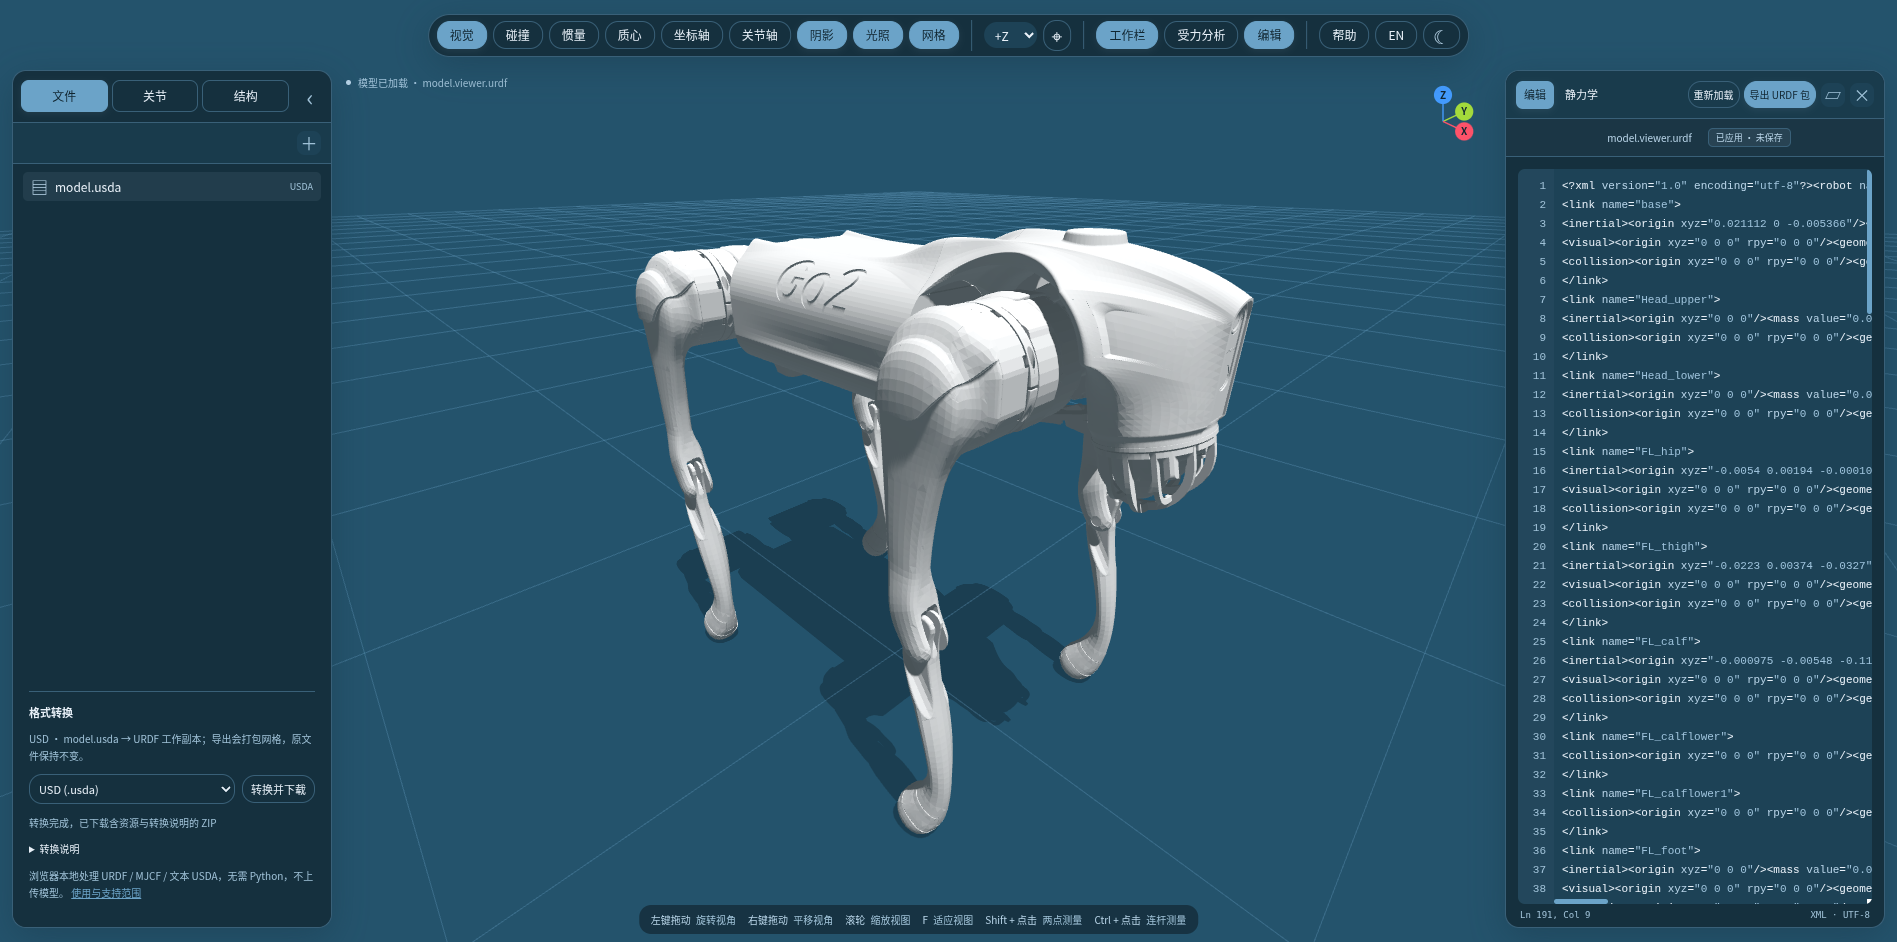 视觉 碰撞 惯量 质心 坐标轴 关节轴 阴影 光照 网格 +Z 工作栏 受力分析 编辑 帮助 EN
文件 关节 结构
model.usda USDA
格式转换
USD · model.usda → URDF 工作副本；导出会打包网格，原文
件保持不变。
USD (.usda) 转换并下载
转换完成，已下载含资源与转换说明的 ZIP
转换说明
浏览器本地处理 URDF / MJCF / 文本 USDA，无需 Python，不上
传模型。 使用与支持范围
模型已加载 · model.viewer.urdf
Z
Y
X
Go2
左键拖动 旋转视角 右键拖动 平移视角 滚轮 缩放视图 F 适应视图 Shift + 点击 两点测量 Ctrl + 点击 连杆测量
编辑 静力学 重新加载 导出 URDF 包
model.viewer.urdf 已应用 · 未保存
1 <?xml version="1.0" encoding="utf-8"?><robot n
2 <link name="base">
3 <inertial><origin xyz="0.021112 0 -0.005366"/>
4 <visual><origin xyz="0 0 0" rpy="0 0 0"/><geom
5 <collision><origin xyz="0 0 0" rpy="0 0 0"/><g
6 </link>
7 <link name="Head_upper">
8 <inertial><origin xyz="0 0 0"/><mass value="0.0
9 <collision><origin xyz="0 0 0" rpy="0 0 0"/><ge
10 </link>
11 <link name="Head_lower">
12 <inertial><origin xyz="0 0 0"/><mass value="0.0
13 <collision><origin xyz="0 0 0" rpy="0 0 0"/><ge
14 </link>
15 <link name="FL_hip">
16 <inertial><origin xyz="-0.0054 0.00194 -0.00010
17 <visual><origin xyz="0 0 0" rpy="0 0 0"/><geome
18 <collision><origin xyz="0 0 0" rpy="0 0 0"/><ge
19 </link>
20 <link name="FL_thigh">
21 <inertial><origin xyz="-0.0223 0.00374 -0.0327"
22 <visual><origin xyz="0 0 0" rpy="0 0 0"/><geome
23 <collision><origin xyz="0 0 0" rpy="0 0 0"/><ge
24 </link>
25 <link name="FL_calf">
26 <inertial><origin xyz="-0.000975 -0.00548 -0.11
27 <visual><origin xyz="0 0 0" rpy="0 0 0"/><geome
28 <collision><origin xyz="0 0 0" rpy="0 0 0"/><ge
29 </link>
30 <link name="FL_calflower">
31 <collision><origin xyz="0 0 0" rpy="0 0 0"/><ge
32 </link>
33 <link name="FL_calflower1">
34 <collision><origin xyz="0 0 0" rpy="0 0 0"/><ge
35 </link>
36 <link name="FL_foot">
37 <inertial><origin xyz="0 0 0"/><mass value="0.0
38 <visual><origin xyz="0 0 0" rpy="0 0 0"/><geome
Ln 191, Col 9 XML · UTF-8